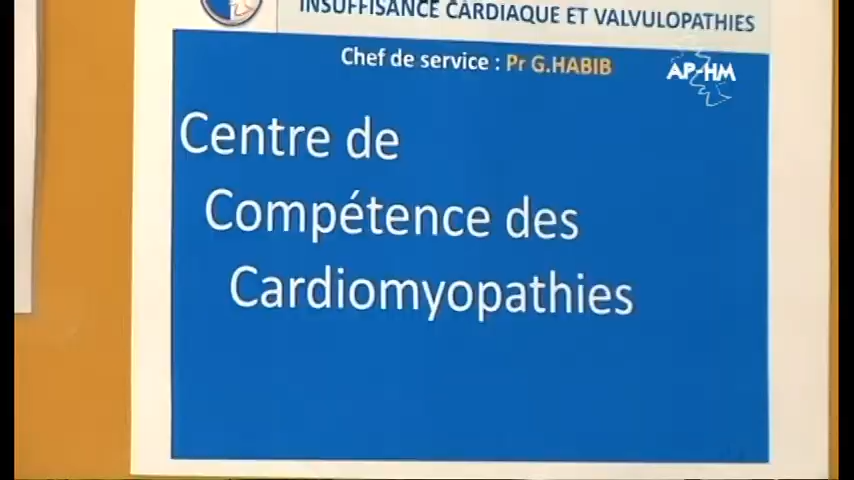 INSUFFISANCE CARDIAQUE ET VALVULOPATHIES
Chef de service : Pr G.HABIB
AP-HM
Centre de
Compétence des
Cardiomyopathies